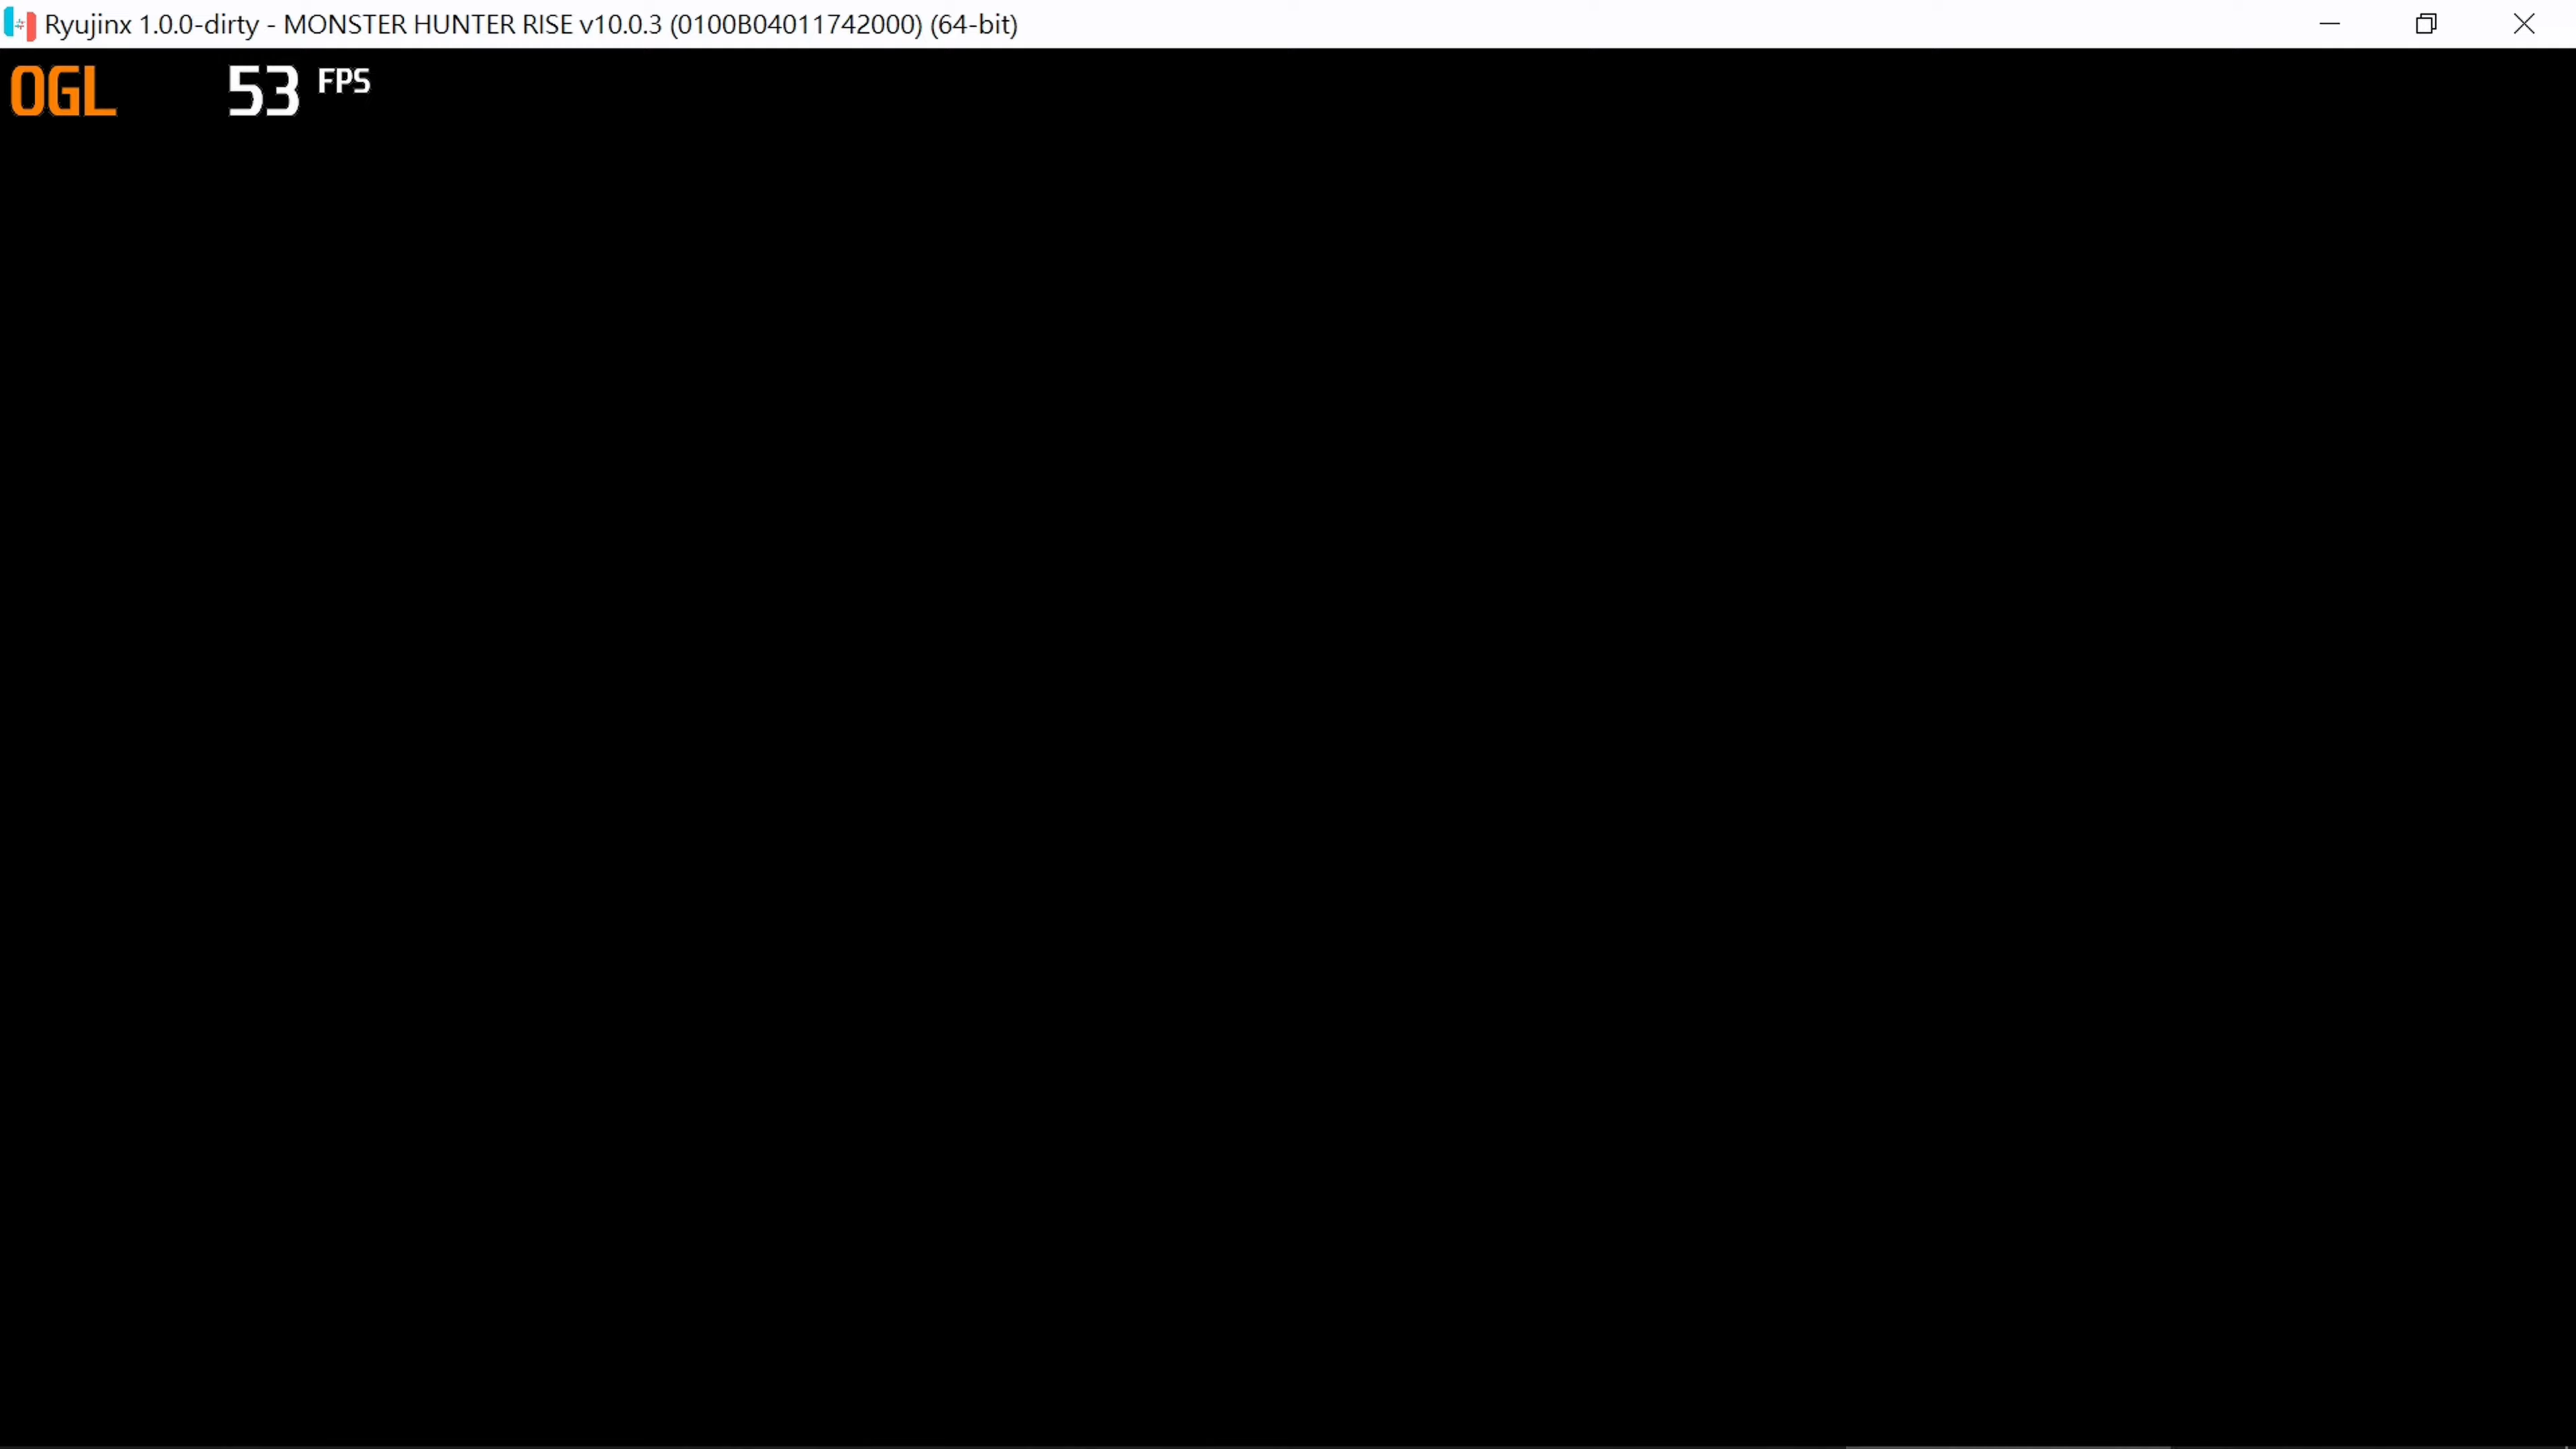 Ryujinx 1.0.0-dirty - MONSTER HUNTER RISE v10.0.3 (0100B04011742000) (64-bit)
OGL 53 FPS